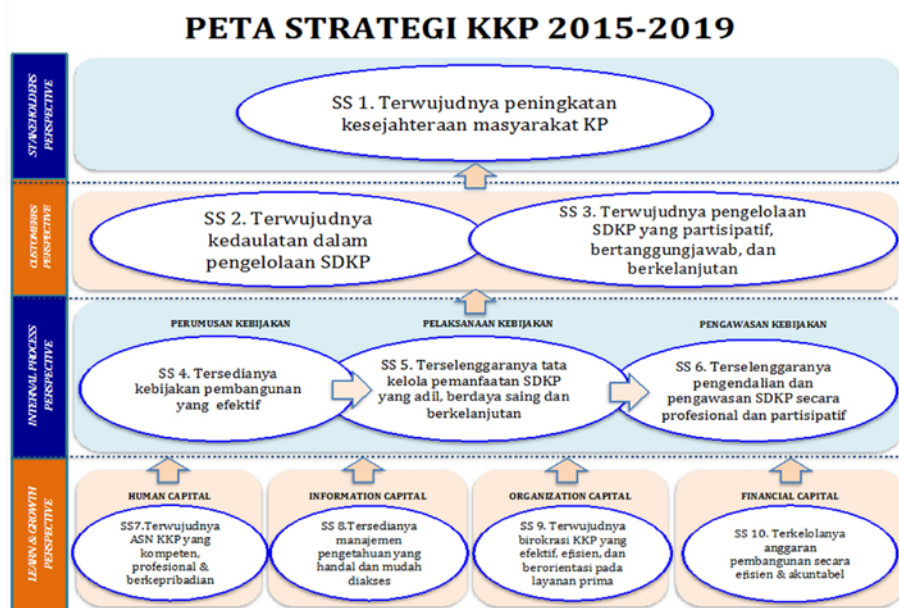 PETA STRATEGI KKP 2015-2019
STAKEHOLDERS
PERSPECTIVE
SS 1. Terwujudnya peningkatan
kesejahteraan masyarakat KP
CUSTOMERRS
PERSPECTIVE
SS 2. Terwujudnya
kedaulatan dalam
pengelolaan SDKP
SS 3. Terwujudnya pengelolaan
SDKP yang partisipatif,
bertanggungjawab, dan
berkelanjutan
INTERNAL PROCESS
PERSPECTIVE
PERUMUSAN KEBIJAKAN
SS 4. Tersedianya
kebijakan pembangunan
yang efektif
PELAKSANAAN KEBIJAKAN
SS 5. Terselenggaranya tata
kelola pemanfaatan SDKP
yang adil, berdaya saing dan
berkelanjutan
PENGAWASAN KEBIJAKAN
SS 6. Terselenggaranya
pengendalian dan
pengawasan SDKP secara
profesional dan partisipatif
LEARN & GROWTH
PERSPECTIVE
HUMAN CAPITAL
SS7.Terwujudnya
ASN KKP yang
kompeten,
profesional &
berkepribadian
INFORMATION CAPITAL
SS 8.Tersedianya
manajemen
pengetahuan yang
handal dan mudah
diakses
ORGANIZATION CAPITAL
SS 9. Terwujudnya
birokrasi KKP yang
efektif, efisien, dan
berorientasi pada
layanan prima
FINANCIAL CAPITAL
SS 10. Terkelolanya
anggaran
pembangunan secara
efisien & akuntabel